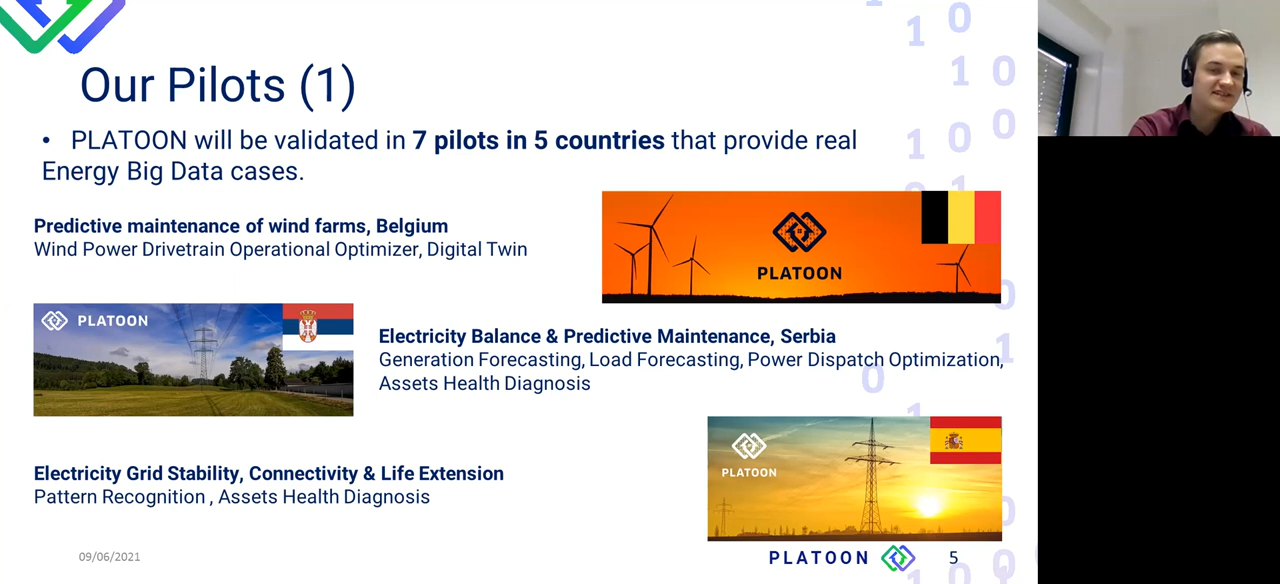 Our Pilots (1)
• PLATOON will be validated in 7 pilots in 5 countries that provide real
Energy Big Data cases.
Predictive maintenance of wind farms, Belgium
Wind Power Drivetrain Operational Optimizer, Digital Twin
PLATOON
PLATOON
Electricity Balance & Predictive Maintenance, Serbia
Generation Forecasting, Load Forecasting, Power Dispatch Optimization,
Assets Health Diagnosis
PLATOON
Electricity Grid Stability, Connectivity & Life Extension
Pattern Recognition , Assets Health Diagnosis
09/06/2021
PLATOON
5